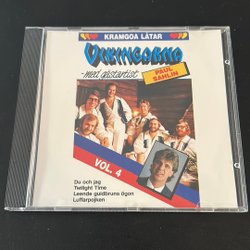 KRAMGOA LÅTAR
VIKINGARNA
-med gästartist
PAUL
SAHLIN
VOL. 4
Du och jag
Twilight Time
Leende guldbruna ögon
Luffarpojken